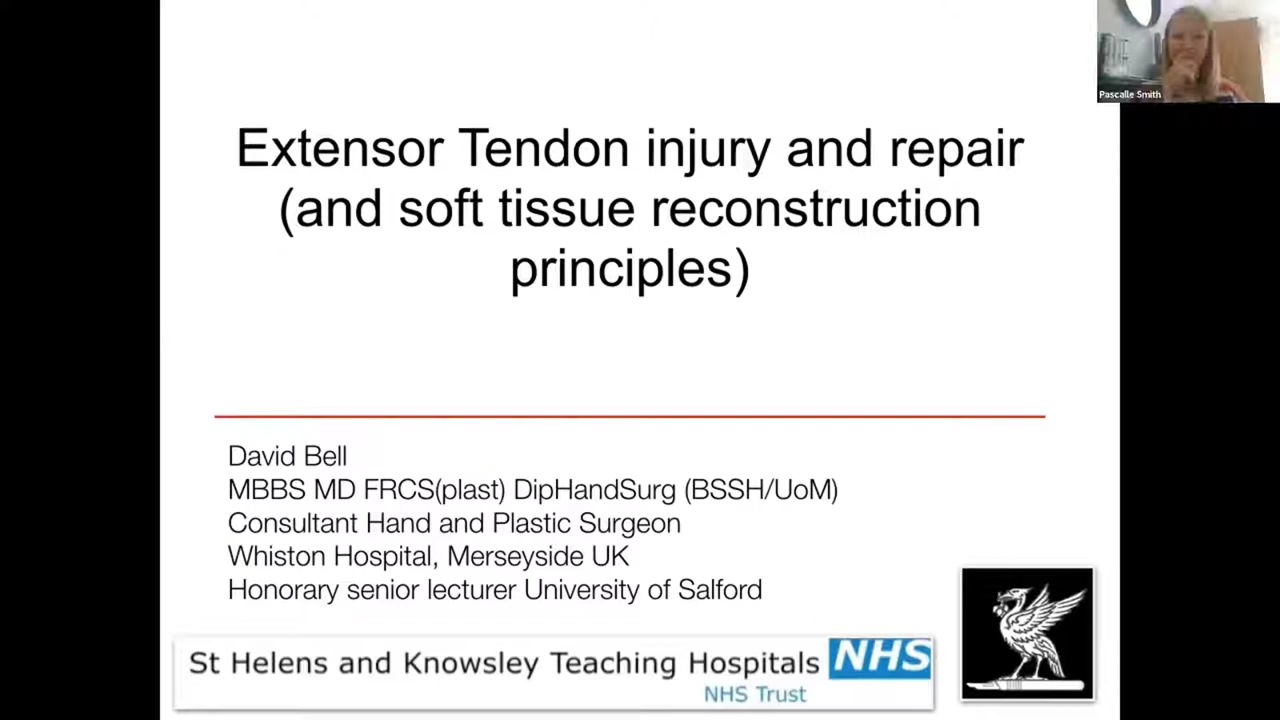 Pascalle Smith
Extensor Tendon injury and repair
(and soft tissue reconstruction
principles)
David Bell
MBBS MD FRCS(plast) DipHandSurg (BSSH/UoM)
Consultant Hand and Plastic Surgeon
Whiston Hospital, Merseyside UK
Honorary senior lecturer University of Salford
St Helens and Knowsley Teaching Hospitals NHS
NHS Trust